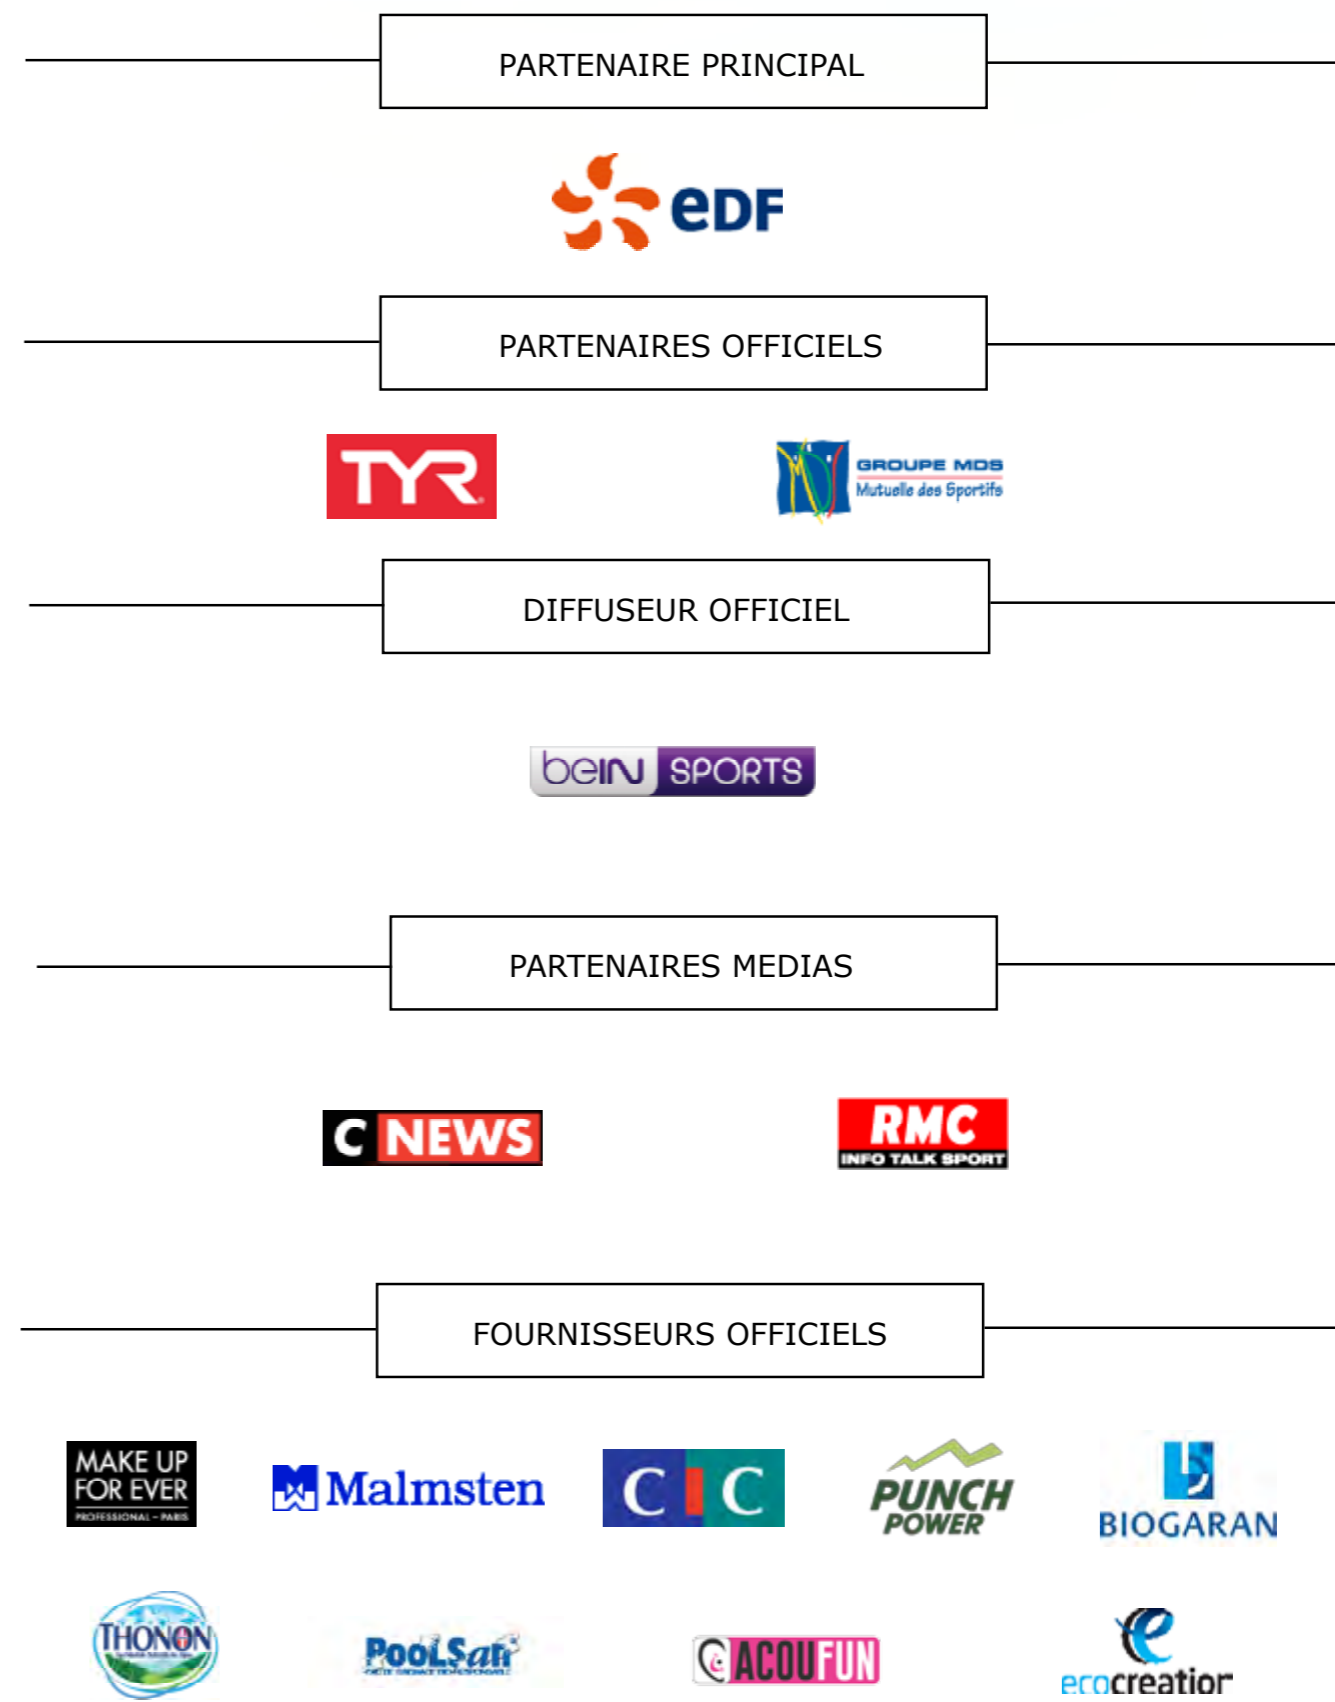 PARTENAIRE PRINCIPAL
eDF
PARTENAIRES OFFICIELS
TYR
GROUPE MDS
Mutuelle des Sportifs
DIFFUSEUR OFFICIEL
beIN SPORTS
PARTENAIRES MEDIAS
C NEWS
RMC
INFO TALK SPORT
FOURNISSEURS OFFICIELS
MAKE UP
FOR EVER
PROFESSIONAL – PARIS
Malmsten
CIC
PUNCH
POWER
BIOGARAN
THONON
PooLSan
ACOUFUN
ecocreation